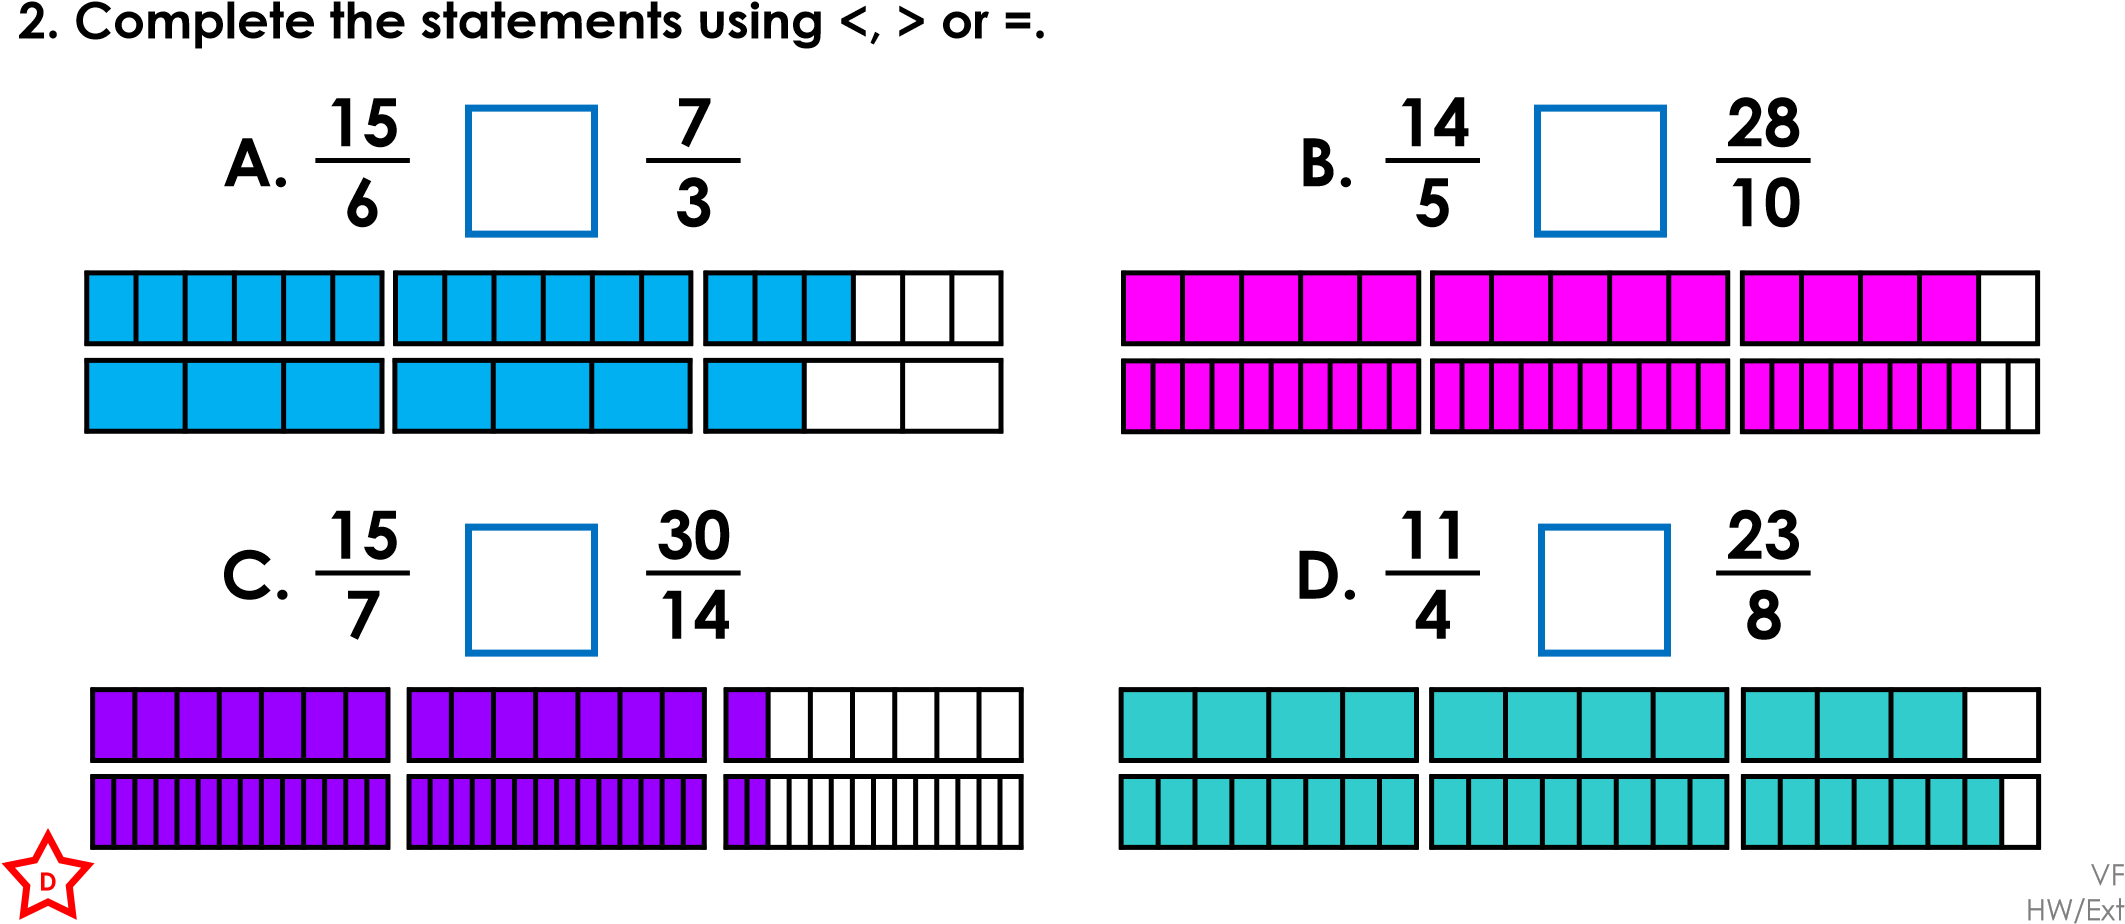 2. Complete the statements using <, > or =.
A. 15/6 7/3
B. 14/5 28/10
C. 15/7 30/14
D. 11/4 23/8
D
VF
HW/Ext